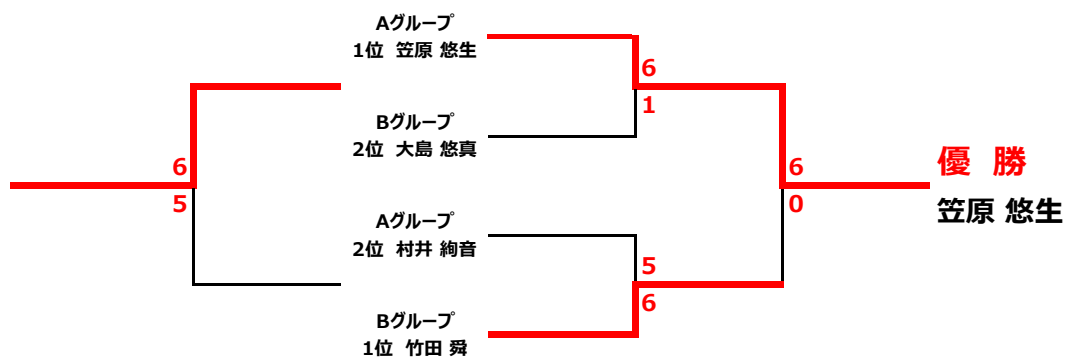 Aグループ
1位 笠原 悠生
6
1
Bグループ
2位 大島 悠真
6
5
6
0
優 勝
笠原 悠生
Aグループ
2位 村井 絢音
5
6
Bグループ
1位 竹田 舜